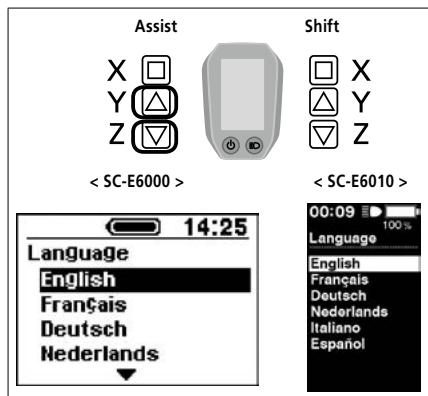 Assist Shift
X X
Y Y
Z Z
< SC-E6000 > < SC-E6010 >
14:25
Language
English
Français
Deutsch
Nederlands
00:09
100%
Language
English
Français
Deutsch
Nederlands
Italiano
Español